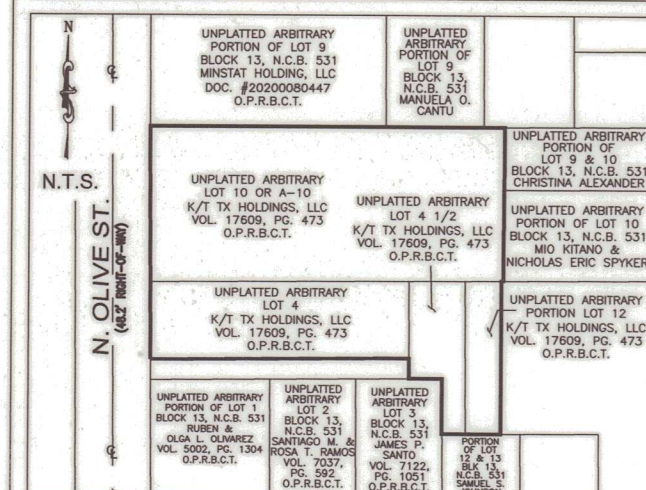 N
℄
N.T.S.
N. OLIVE ST.
(48.2' RIGHT-OF-WAY)
℄
UNPLATTED ARBITRARY
PORTION OF LOT 9
BLOCK 13, N.C.B. 531
MINSTAT HOLDING, LLC
DOC. #20200080447
O.P.R.B.C.T.
UNPLATTED
ARBITRARY
PORTION OF
LOT 9
BLOCK 13,
N.C.B. 531
MANUELA O.
CANTU
UNPLATTED ARBITRARY
PORTION OF
LOT 9 & 10
BLOCK 13, N.C.B. 531
CHRISTINA ALEXANDER
UNPLATTED ARBITRARY
LOT 10 OR A-10
K/T TX HOLDINGS, LLC
VOL. 17609, PG. 473
O.P.R.B.C.T.
UNPLATTED ARBITRARY
LOT 4 1/2
K/T TX HOLDINGS, LLC
VOL. 17609, PG. 473
O.P.R.B.C.T.
UNPLATTED ARBITRARY
PORTION OF LOT 10
BLOCK 13, N.C.B. 531
MIO KITANO &
NICHOLAS ERIC SPYKER
UNPLATTED ARBITRARY
LOT 4
K/T TX HOLDINGS, LLC
VOL. 17609, PG. 473
O.P.R.B.C.T.
UNPLATTED ARBITRARY
PORTION LOT 12
K/T TX HOLDINGS, LLC
VOL. 17609, PG. 473
O.P.R.B.C.T.
UNPLATTED ARBITRARY
PORTION OF LOT 1
BLOCK 13, N.C.B. 531
RUBEN &
OLGA L. OLIVAREZ
VOL. 5002, PG. 1304
O.P.R.B.C.T.
UNPLATTED
ARBITRARY
LOT 2
BLOCK 13,
N.C.B. 531
SANTIAGO M. &
ROSA T. RAMOS
VOL. 7037,
PG. 592
O.P.R.B.C.T.
UNPLATTED
ARBITRARY
LOT 3
BLOCK 13,
N.C.B. 531
JAMES P.
SANTO
VOL. 7122,
PG. 1051
O.P.R.B.C.T.
PORTION
OF LOT
12 & 13
BLK 13,
N.C.B. 531
SAMUEL S.